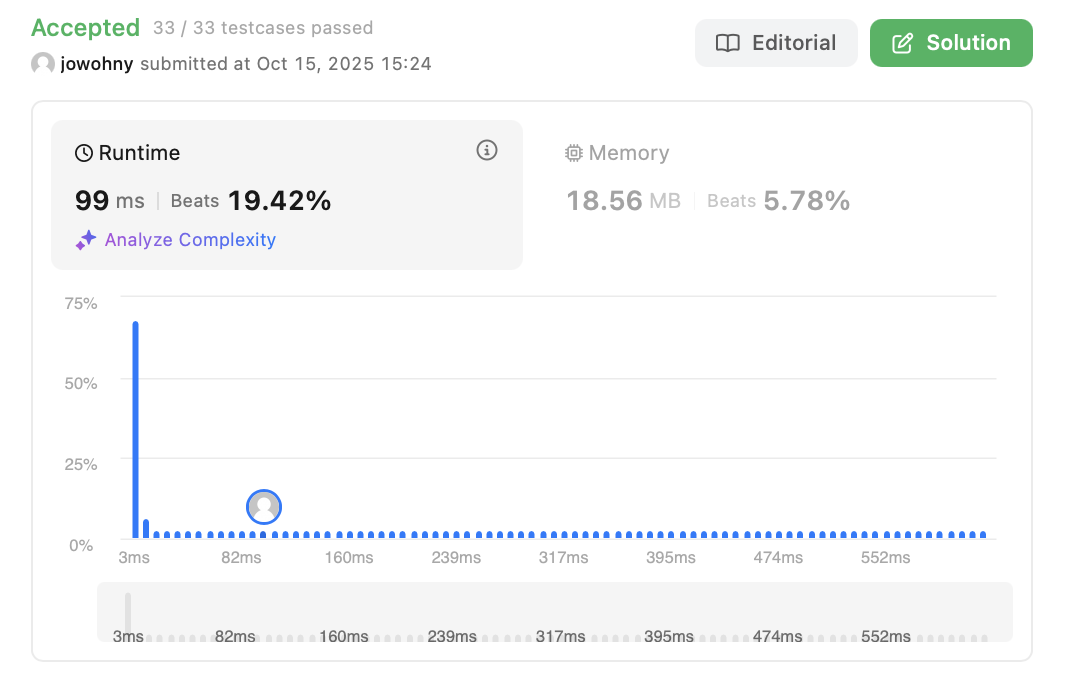 Accepted 33 / 33 testcases passed
jowohny submitted at Oct 15, 2025 15:24
Editorial
Solution
Runtime
99 ms | Beats 19.42%
Analyze Complexity
Memory
18.56 MB | Beats 5.78%
75%
50%
25%
0%
3ms 82ms 160ms 239ms 317ms 395ms 474ms 552ms
3ms 82ms 160ms 239ms 317ms 395ms 474ms 552ms